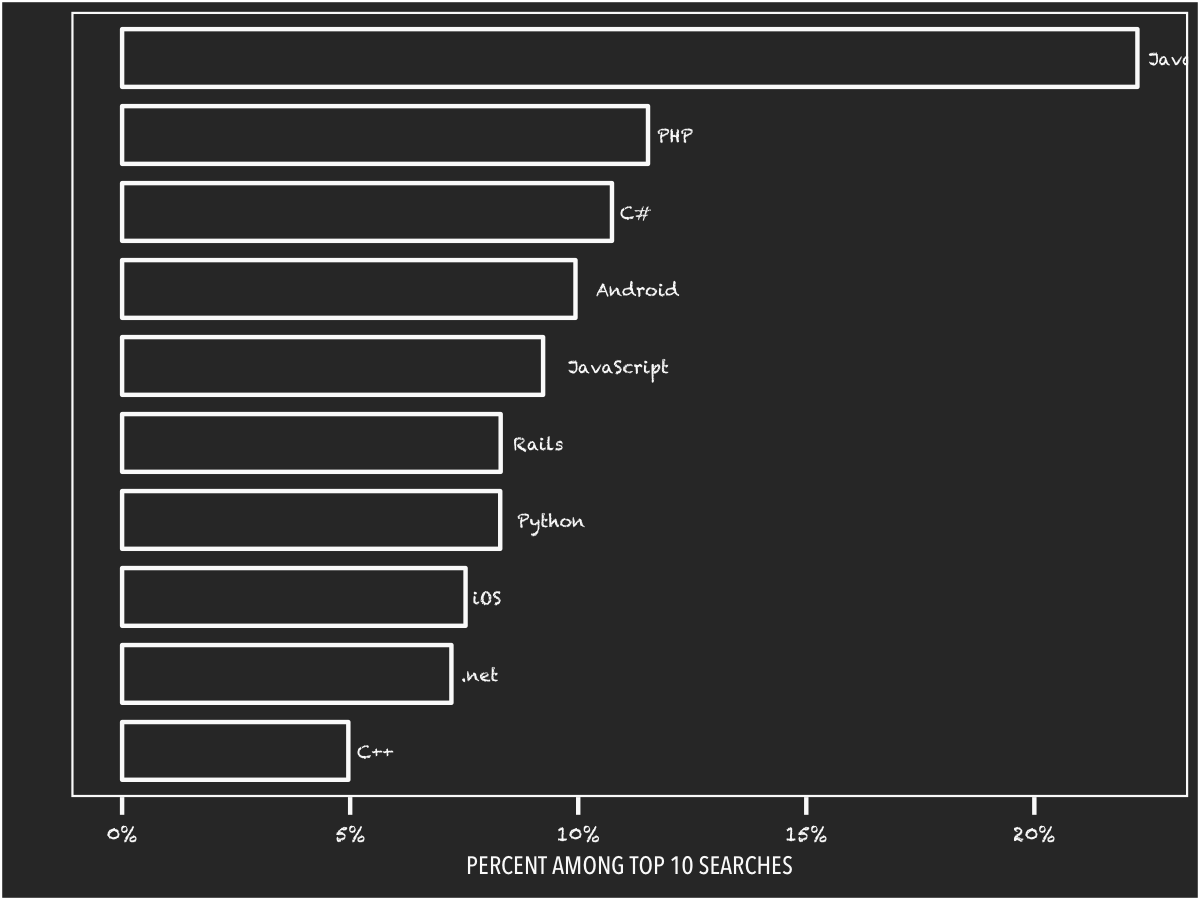 Java
PHP
C#
Android
JavaScript
Rails
Python
iOS
.net
C++
0% 5% 10% 15% 20%
PERCENT AMONG TOP 10 SEARCHES